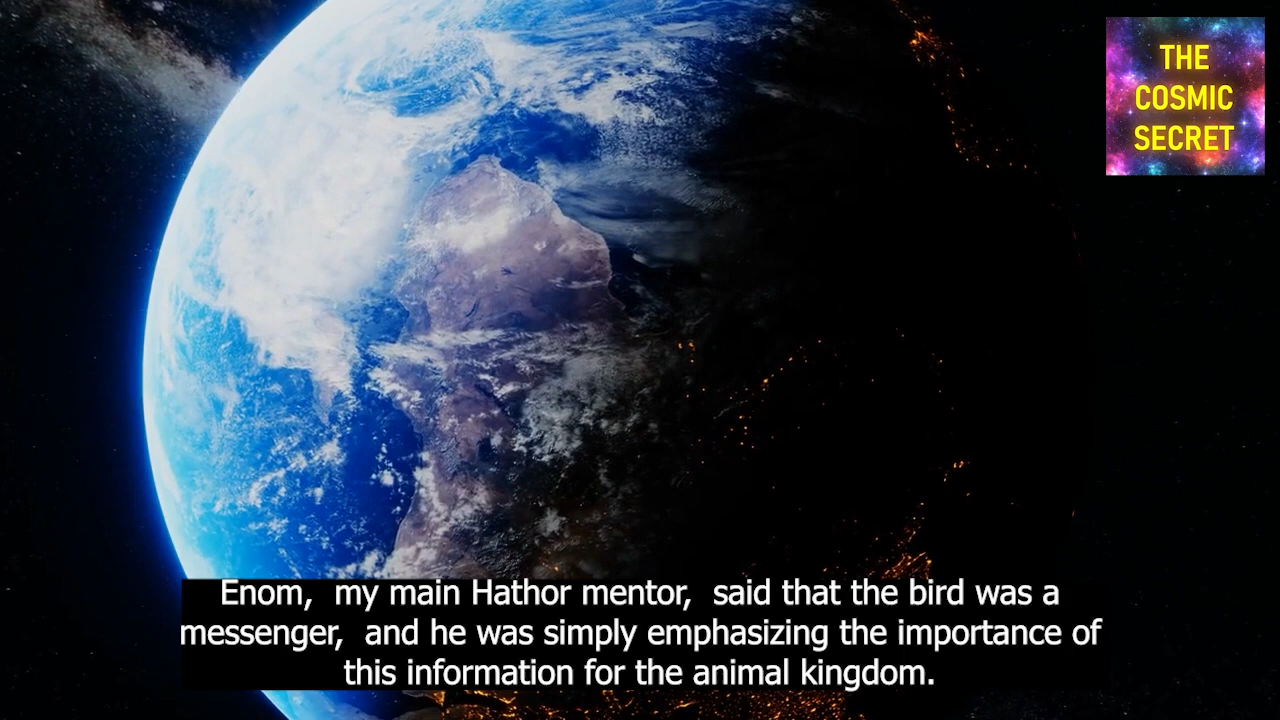 THE
COSMIC
SECRET
Enom,  my main Hathor mentor,  said that the bird was a
messenger,  and he was simply emphasizing the importance of
this information for the animal kingdom.